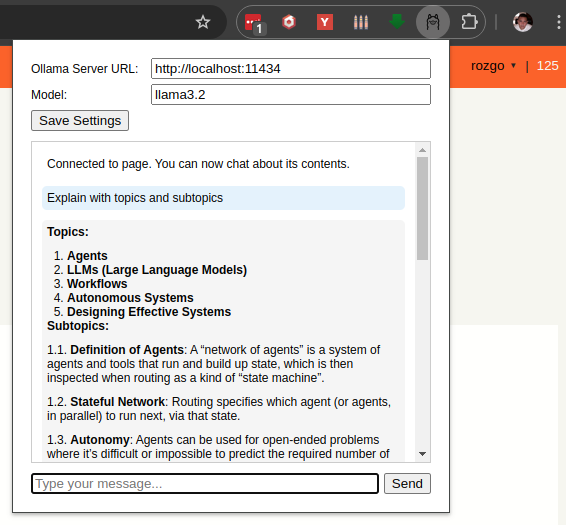 1
Y
rozgo ▾ | 125
Ollama Server URL: http://localhost:11434
Model: llama3.2
Save Settings
Connected to page. You can now chat about its contents.
Explain with topics and subtopics
Topics:
1. Agents
2. LLMs (Large Language Models)
3. Workflows
4. Autonomous Systems
5. Designing Effective Systems
Subtopics:
1.1. Definition of Agents: A “network of agents” is a system of
agents and tools that run and build up state, which is then
inspected when routing as a kind of “state machine”.
1.2. Stateful Network: Routing specifies which agent (or agents,
in parallel) to run next, via that state.
1.3. Autonomy: Agents can be used for open-ended problems
where it’s difficult or impossible to predict the required number of
Type your message...
Send